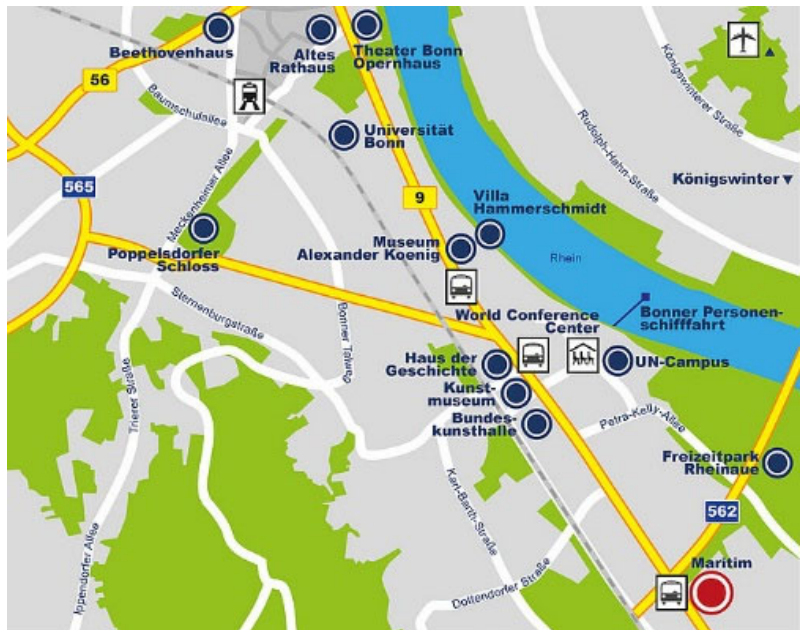 Beethovenhaus
Altes
Rathaus
Theater Bonn
Opernhaus
56
Baumschulallee
Königswinterer Straße
Rudolph-Hahn-Straße
Universität
Bonn
565
Meckenheimer Allee
9
Königswinter
Villa
Hammerschmidt
Poppelsdorfer
Schloss
Museum
Alexander Koenig
Rhein
Sternenburgstraße
Bonner Talweg
World Conference
Center
Bonner Personen-
schifffahrt
Haus der
Geschichte
UN-Campus
Trierer Straße
Kunst-
museum
Bundes-
kunsthalle
Petra-Kelly-Allee
Freizeitpark
Rheinaue
Karl-Barth-Straße
562
Ippendorfer Allee
Dottendorfer Straße
Maritim